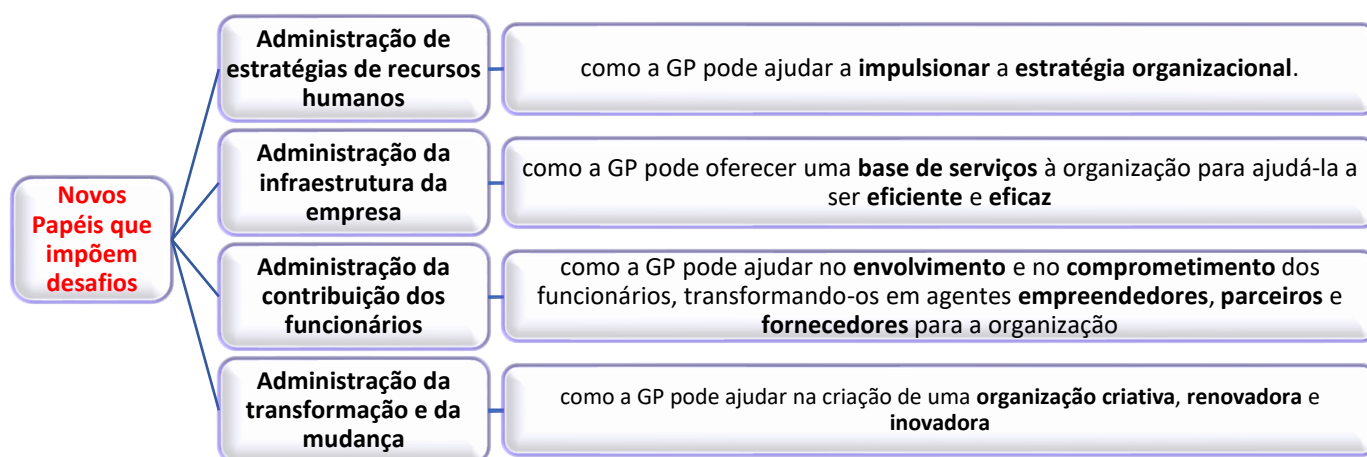 Novos
Papéis que
impõem
desafios
Administração de
estratégias de recursos
humanos
como a GP pode ajudar a impulsionar a estratégia organizacional.
Administração da
infraestrutura da
empresa
como a GP pode oferecer uma base de serviços à organização para ajudá-la a
ser eficiente e eficaz
Administração da
contribuição dos
funcionários
como a GP pode ajudar no envolvimento e no comprometimento dos
funcionários, transformando-os em agentes empreendedores, parceiros e
fornecedores para a organização
Administração da
transformação e da
mudança
como a GP pode ajudar na criação de uma organização criativa, renovadora e
inovadora